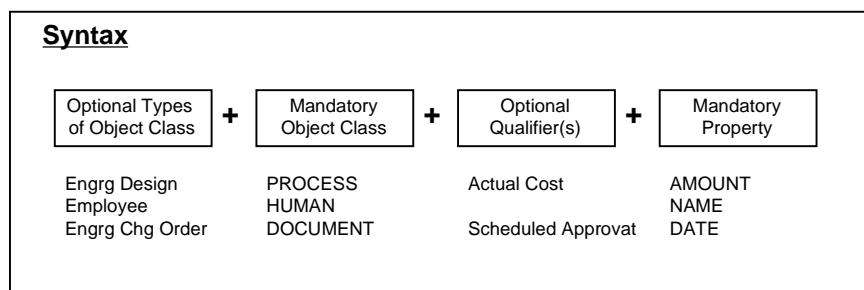 Syntax
Optional Types of Object Class + Mandatory Object Class + Optional Qualifier(s) + Mandatory Property
Engrg Design PROCESS Actual Cost AMOUNT
Employee HUMAN NAME
Engrg Chg Order DOCUMENT Scheduled Approvat DATE